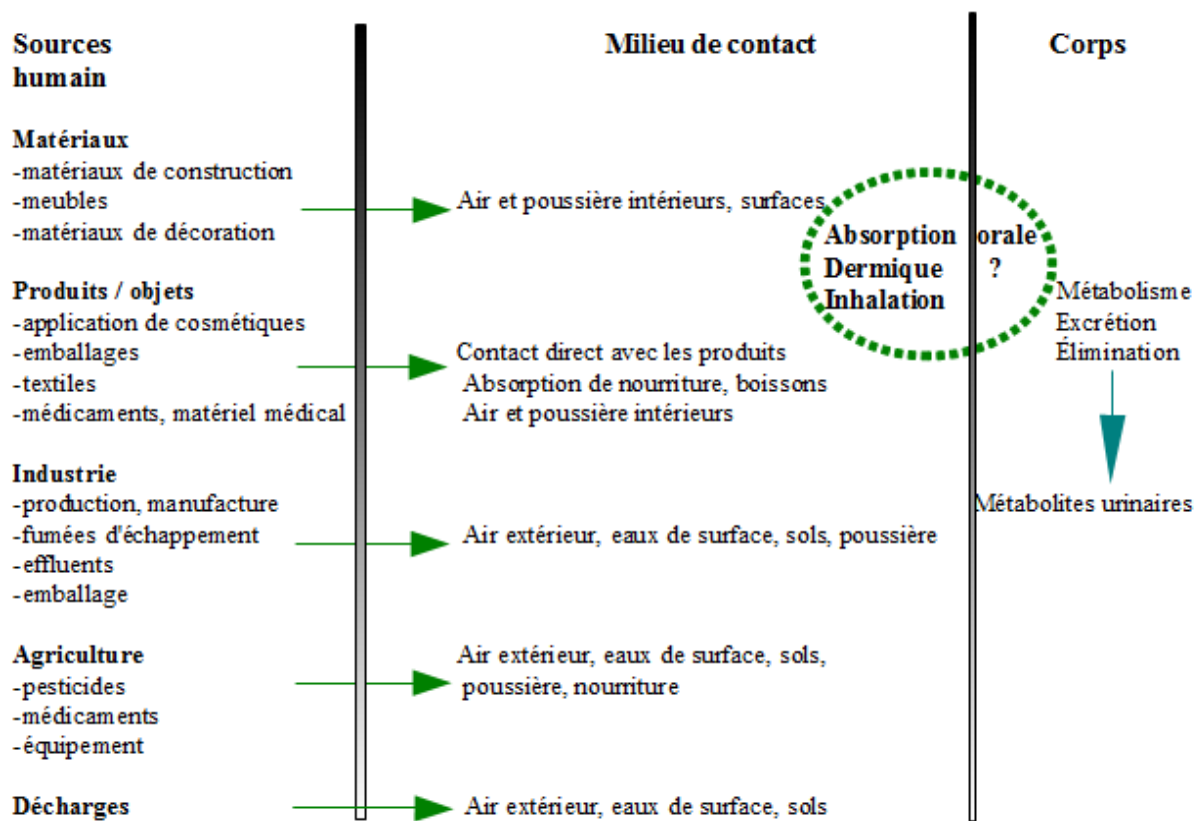 Sources
humain
Milieu de contact
Corps
Matériaux
-matériaux de construction
-meubles
-matériaux de décoration
Air et poussière intérieurs, surfaces
Absorption orale
Dermique ?
Inhalation
Produits / objets
-application de cosmétiques
-emballages
-textiles
-médicaments, matériel médical
Contact direct avec les produits
Absorption de nourriture, boissons
Air et poussière intérieurs
Métabolisme
Excrétion
Élimination
Métabolites urinaires
Industrie
-production, manufacture
-fumées d'échappement
-effluents
-emballage
Air extérieur, eaux de surface, sols, poussière
Agriculture
-pesticides
-médicaments
-équipement
Air extérieur, eaux de surface, sols,
poussière, nourriture
Décharges
Air extérieur, eaux de surface, sols